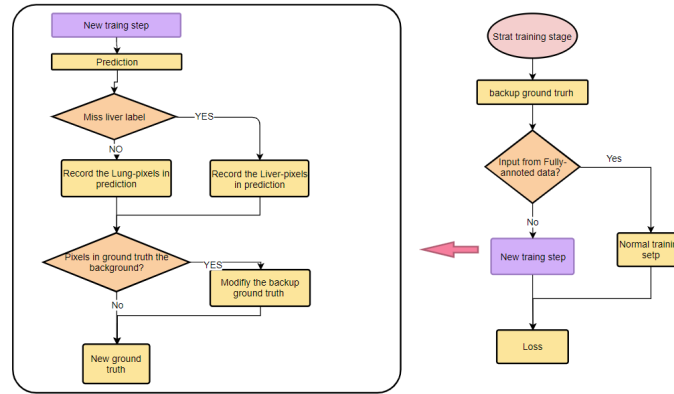 New traing step
Prediction
Miss liver label
YES
NO
Record the Lung-pixels in
prediction
Record the Liver-pixels
in prediction
Pixels in ground truth the
background?
YES
Modifly the backup
ground truth
No
New ground
truth
Strat training stage
backup ground trurh
Input from Fully-
annoted data?
Yes
No
New traing step
Normal training
setp
Loss